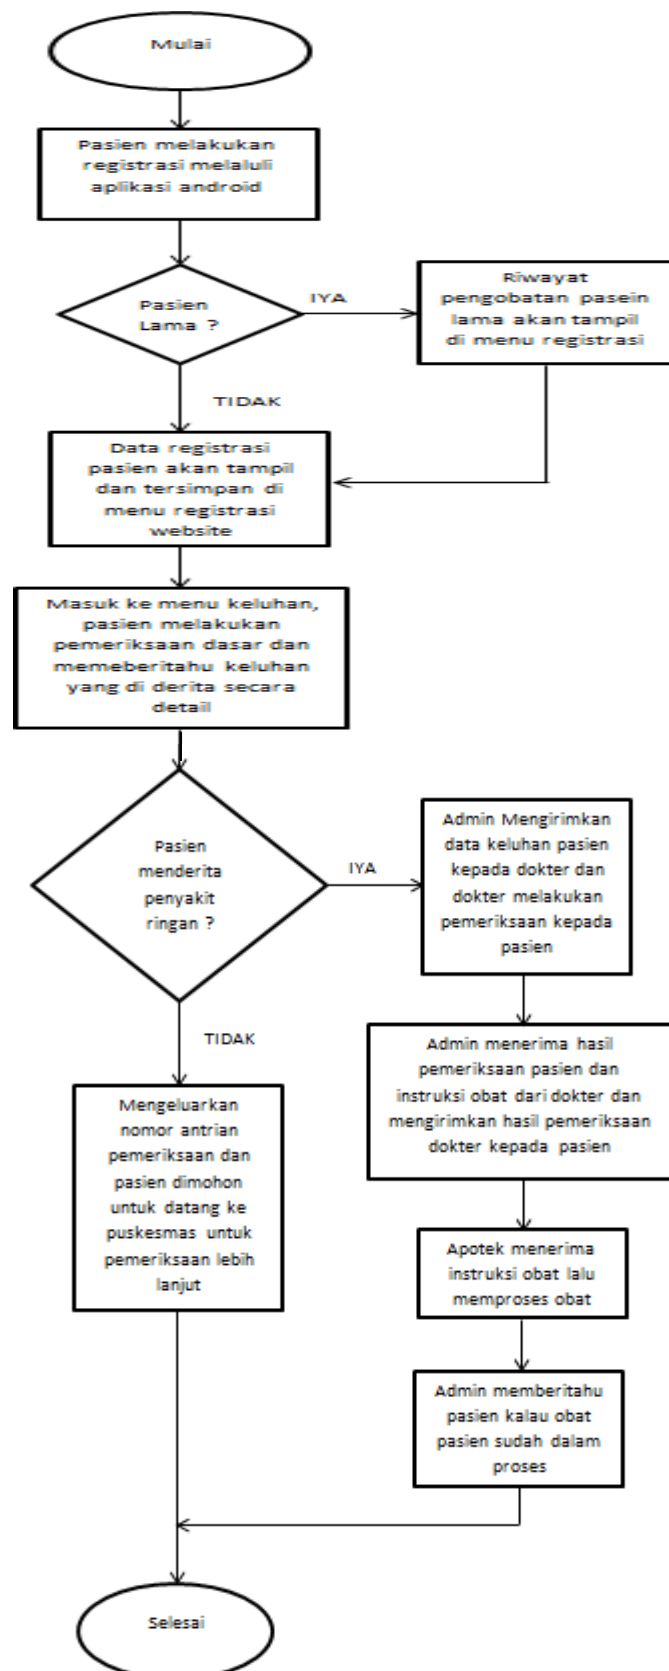 Mulai
Pasien melakukan
registrasi melaluli
aplikasi android
Pasien
Lama ?
IYA
Riwayat
pengobatan pasein
lama akan tampil
di menu registrasi
TIDAK
Data registrasi
pasien akan tampil
dan tersimpan di
menu registrasi
website
Masuk ke menu keluhan,
pasien melakukan
pemeriksaan dasar dan
memeberitahu keluhan
yang di derita secara
detail
Pasien
menderita
penyakit
ringan ?
IYA
Admin Mengirimkan
data keluhan pasien
kepada dokter dan
dokter melakukan
pemeriksaan kepada
pasien
TIDAK
Admin menerima hasil
pemeriksaan pasien dan
instruksi obat dari dokter dan
mengirimkan hasil pemeriksaan
dokter kepada pasien
Mengeluarkan
nomor antrian
pemeriksaan dan
pasien dimohon
untuk datang ke
puskesmas untuk
pemeriksaan lebih
lanjut
Apotek menerima
instruksi obat lalu
memproses obat
Admin memberitahu
pasien kalau obat
pasien sudah dalam
proses
Selesai